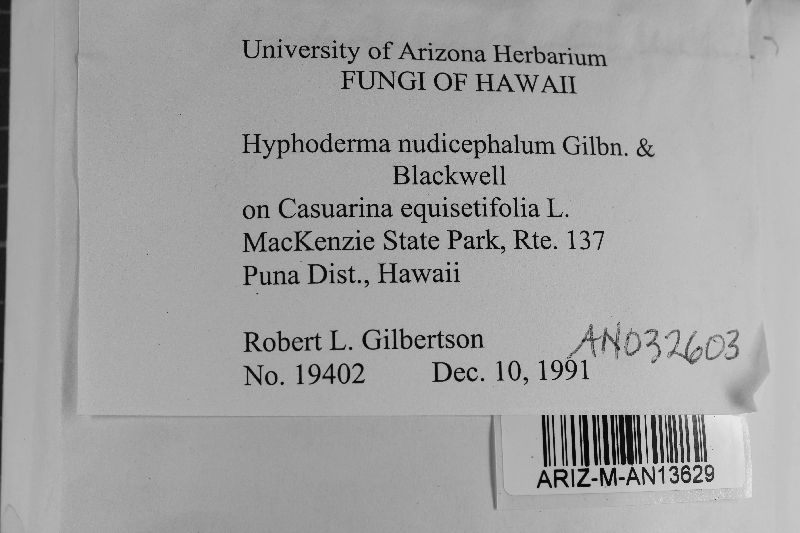 University of Arizona Herbarium
FUNGI OF HAWAII
Hyphoderma nudicephalum Gilbn. &
Blackwell
on Casuarina equisetifolia L.
MacKenzie State Park, Rte. 137
Puna Dist., Hawaii
Robert L. Gilbertson
AN032603
No. 19402 Dec. 10, 1991
ARIZ-M-AN13629